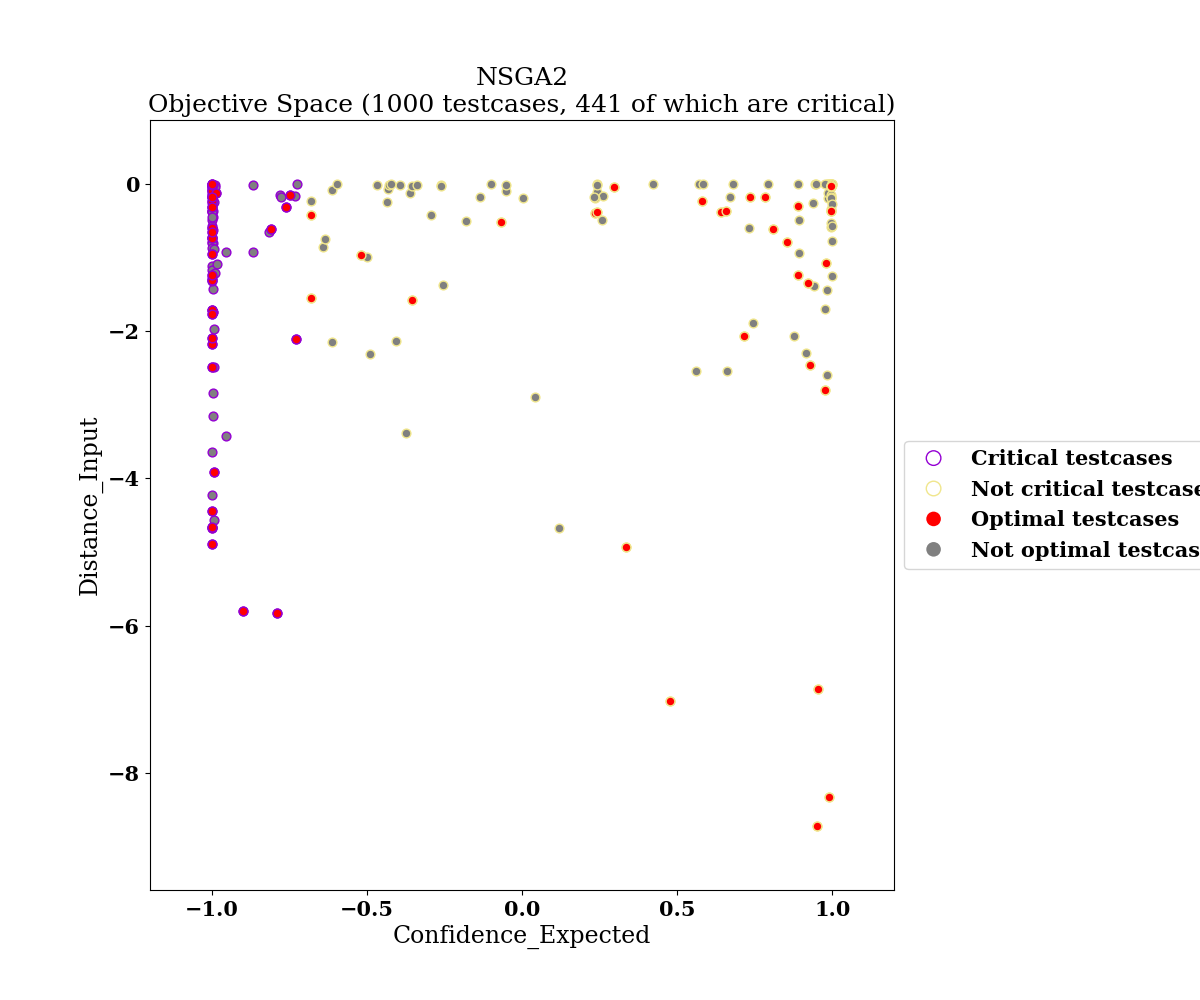 NSGA2
Objective Space (1000 testcases, 441 of which are critical)
0
−2
−4
−6
−8
Distance_Input
−1.0
−0.5
0.0
0.5
1.0
Confidence_Expected
Critical testcases
Not critical testcase
Optimal testcases
Not optimal testcas